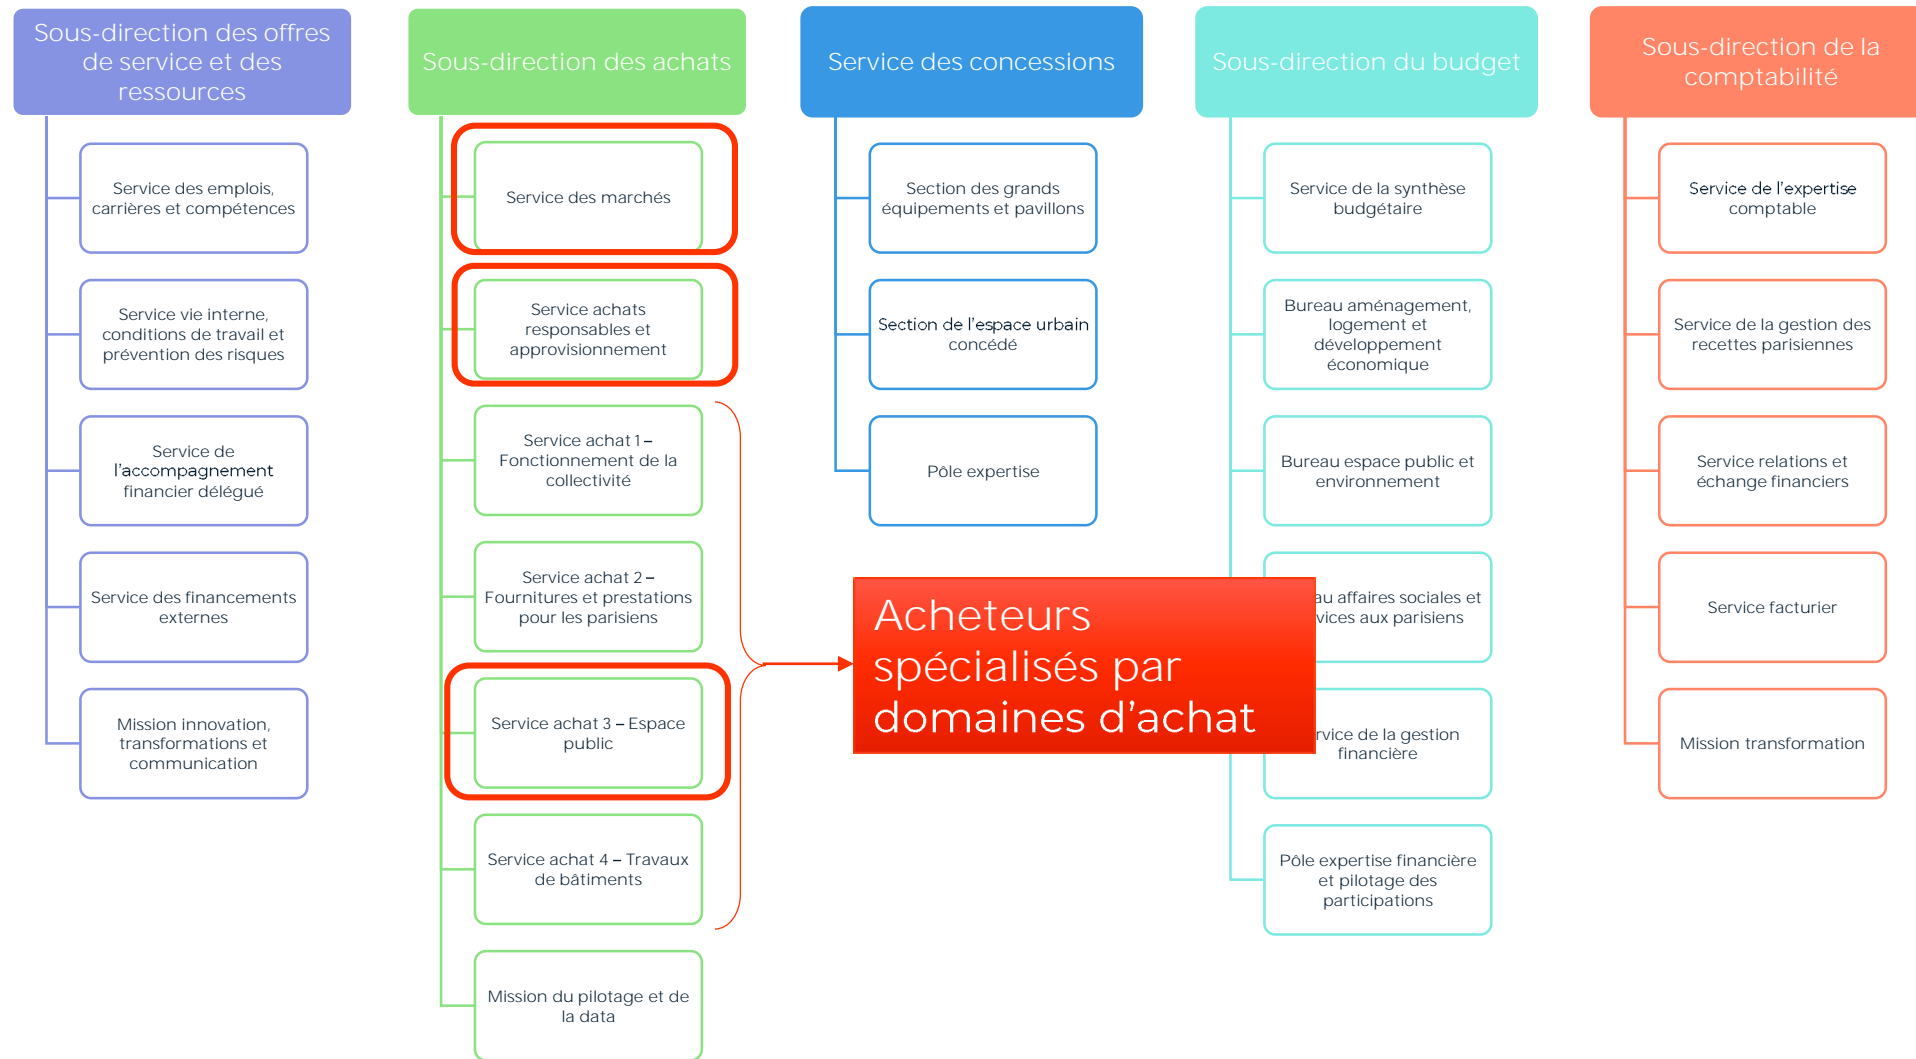 Sous-direction des offres
de service et des
ressources
Service des emplois,
carrières et compétences
Service vie interne,
conditions de travail et
prévention des risques
Service de
l'accompagnement
financier délégué
Service des financements
externes
Mission innovation,
transformations et
communication
Sous-direction des achats
Service des marchés
Service achats
responsables et
approvisionnement
Service achat 1 –
Fonctionnement de la
collectivité
Service achat 2 –
Fournitures et prestations
pour les parisiens
Service achat 3 – Espace
public
Service achat 4 – Travaux
de bâtiments
Mission du pilotage et de
la data
Acheteurs
spécialisés par
domaines d'achat
Service des concessions
Section des grands
équipements et pavillons
Section de l'espace urbain
concédé
Pôle expertise
Sous-direction du budget
Service de la synthèse
budgétaire
Bureau aménagement,
logement et
développement
économique
Bureau espace public et
environnement
affaires sociales et
aux parisiens
de la gestion
financière
Pôle expertise financière
et pilotage des
participations
Sous-direction de la
comptabilité
Service de l'expertise
comptable
Service de la gestion des
recettes parisiennes
Service relations et
échange financiers
Service facturier
Mission transformation